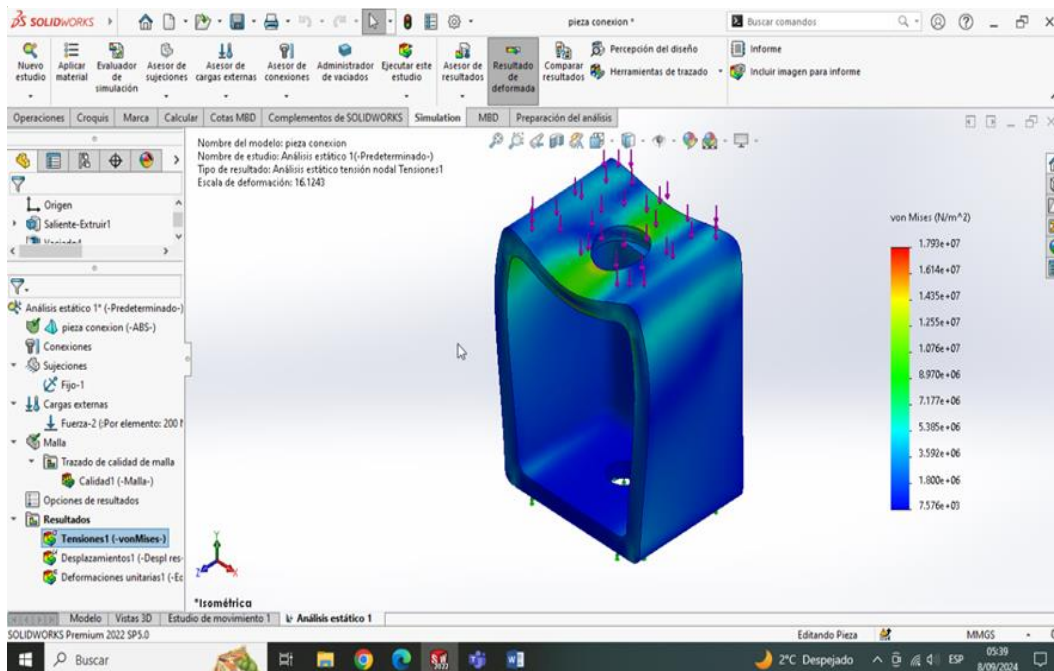 SOLIDWORKS
pieza conexion *
Buscar comandos
Nuevo estudio
Aplicar material
Evaluador de simulación
Asesor de sujeciones
Asesor de cargas externas
Asesor de conexiones
Administrador de vaciados
Ejecutar este estudio
Asesor de resultados
Resultado de deformada
Comparar resultados
Percepción del diseño
Herramientas de trazado
Informe
Incluir imagen para informe
Operaciones Croquis Marca Calcular Cotas MBD Complementos de SOLIDWORKS Simulation MBD Preparación del análisis
Nombre del modelo: pieza conexion
Nombre de estudio: Análisis estático 1(-Predeterminado-)
Tipo de resultado: Análisis estático tensión nodal Tensiones1
Escala de deformación: 16.1243
Origen
Saliente-Extruir1
Análisis estático 1* (-Predeterminado-)
pieza conexion (-ABS-)
Conexiones
Sujeciones
Fijo-1
Cargas externas
Fuerza-2 (:Por elemento: 200 N
Malla
Trazado de calidad de malla
Calidad1 (-Malla-)
Opciones de resultados
Resultados
Tensiones1 (-vonMises-)
Desplazamientos1 (-Despl res-
Deformaciones unitarias1 (-Ec
von Mises (N/m^2)
1.793e+07
1.614e+07
1.435e+07
1.255e+07
1.076e+07
8.970e+06
7.177e+06
5.385e+06
3.592e+06
1.800e+06
7.576e+03
Y
Z
X
*Isométrica
Modelo Vistas 3D Estudio de movimiento 1 Análisis estático 1
SOLIDWORKS Premium 2022 SP5.0
Editando Pieza
MMGS
Buscar
2°C Despejado
ESP
05:39
8/09/2024